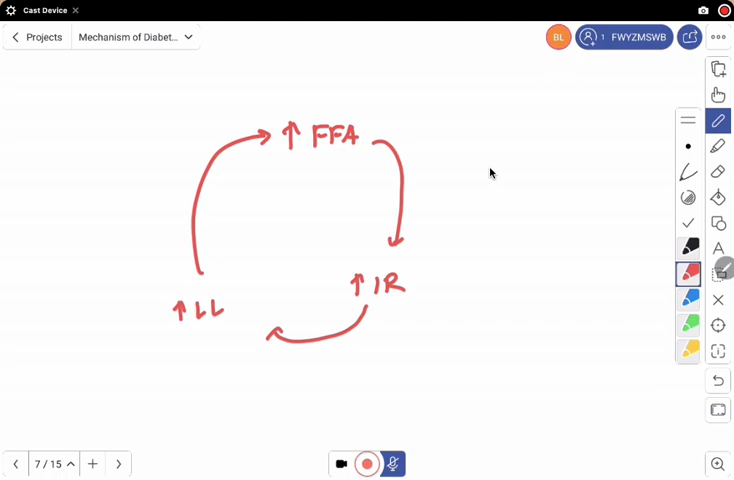 Cast Device
Projects
Mechanism of Diabet...
BL
1 FWYZMSWB
↑ FFA
↑ IR
↑ LL
A
7 / 15